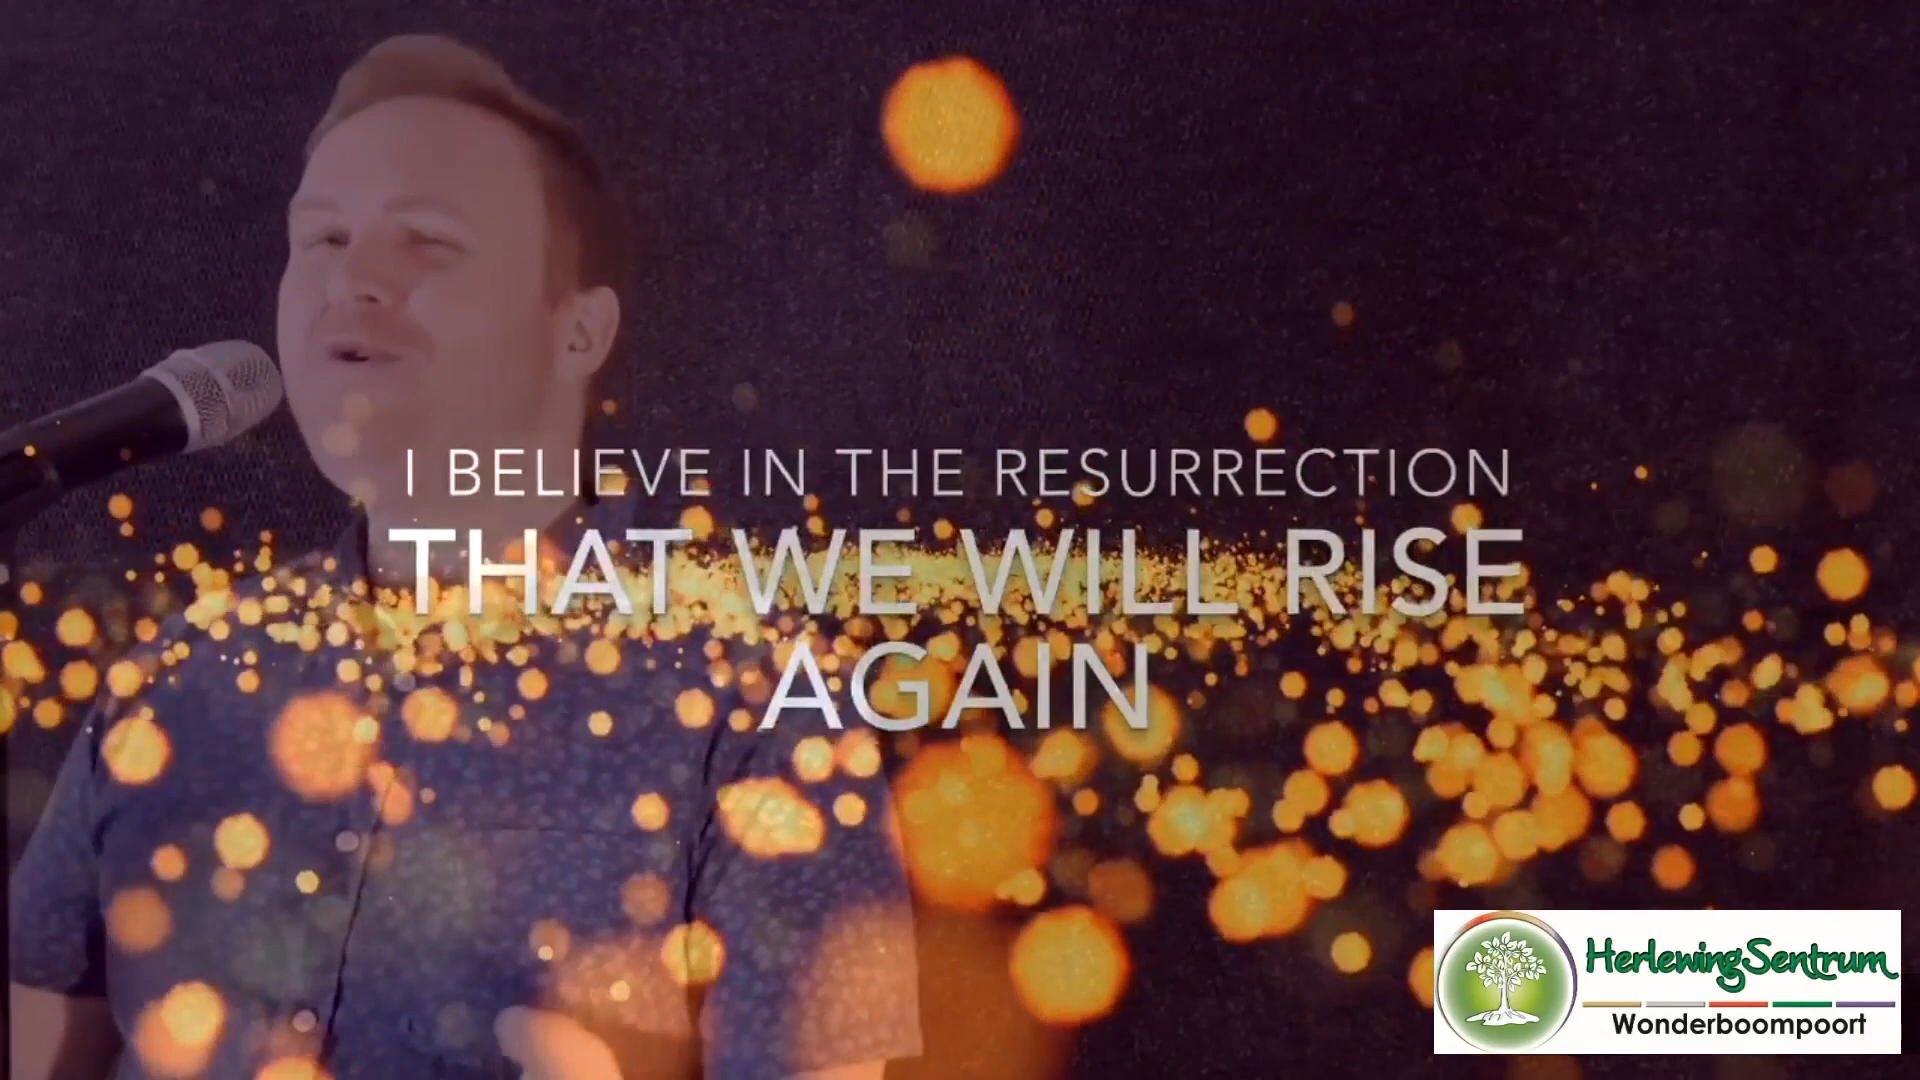 I BELIEVE IN THE RESURRECTION
THAT WE WILL RISE
AGAIN
HerlewingSentrum
Wonderboompoort